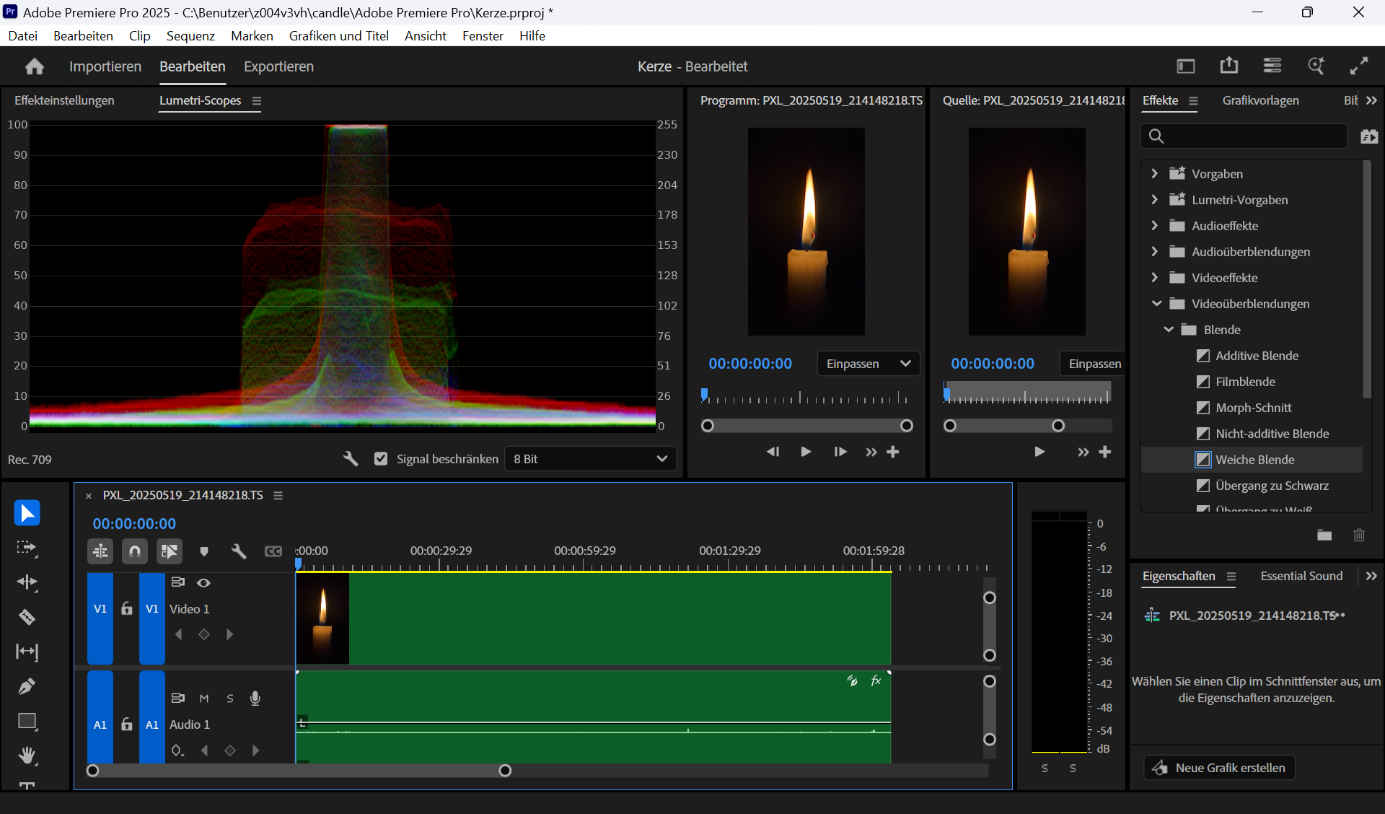 Pr Adobe Premiere Pro 2025 - C:\Benutzer\z004v3vh\candle\Adobe Premiere Pro\Kerze.prproj *
Datei Bearbeiten Clip Sequenz Marken Grafiken und Titel Ansicht Fenster Hilfe
Importieren Bearbeiten Exportieren Kerze - Bearbeitet
Effekteinstellungen Lumetri-Scopes
100 255
90 230
80 204
70 178
60 153
50 128
40 102
30 76
20 51
10 26
0 0
Rec. 709 Signal beschränken 8 Bit
Programm: PXL_20250519_214148218.TS
00:00:00:00 Einpassen
Quelle: PXL_20250519_214148218
00:00:00:00 Einpassen
Effekte Grafikvorlagen Bit
Vorgaben
Lumetri-Vorgaben
Audioeffekte
Audioüberblendungen
Videoeffekte
Videoüberblendungen
Blende
Additive Blende
Filmblende
Morph-Schnitt
Nicht-additive Blende
Weiche Blende
Übergang zu Schwarz
Übergang zu Weiß
× PXL_20250519_214148218.TS
00:00:00:00
CC :00:00 00:00:29:29 00:00:59:29 00:01:29:29 00:01:59:28
V1 V1 Video 1
M S
A1 A1 Audio 1
L
fx
0
-6
-12
-18
-24
-30
-36
-42
-48
-54
dB
S S
Eigenschaften Essential Sound
PXL_20250519_214148218.TS
Wählen Sie einen Clip im Schnittfenster aus, um
die Eigenschaften anzuzeigen.
Neue Grafik erstellen